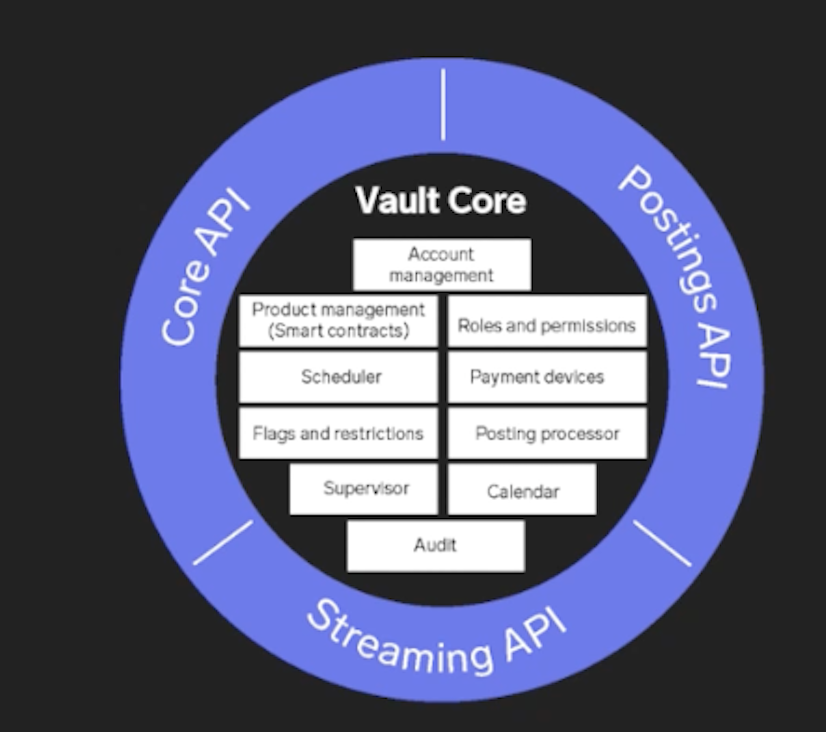 Core API
Postings API
Vault Core
Account
management
Product management
(Smart contracts)
Roles and permissions
Scheduler
Payment devices
Flags and restrictions
Posting processor
Supervisor
Calendar
Audit
Streaming API